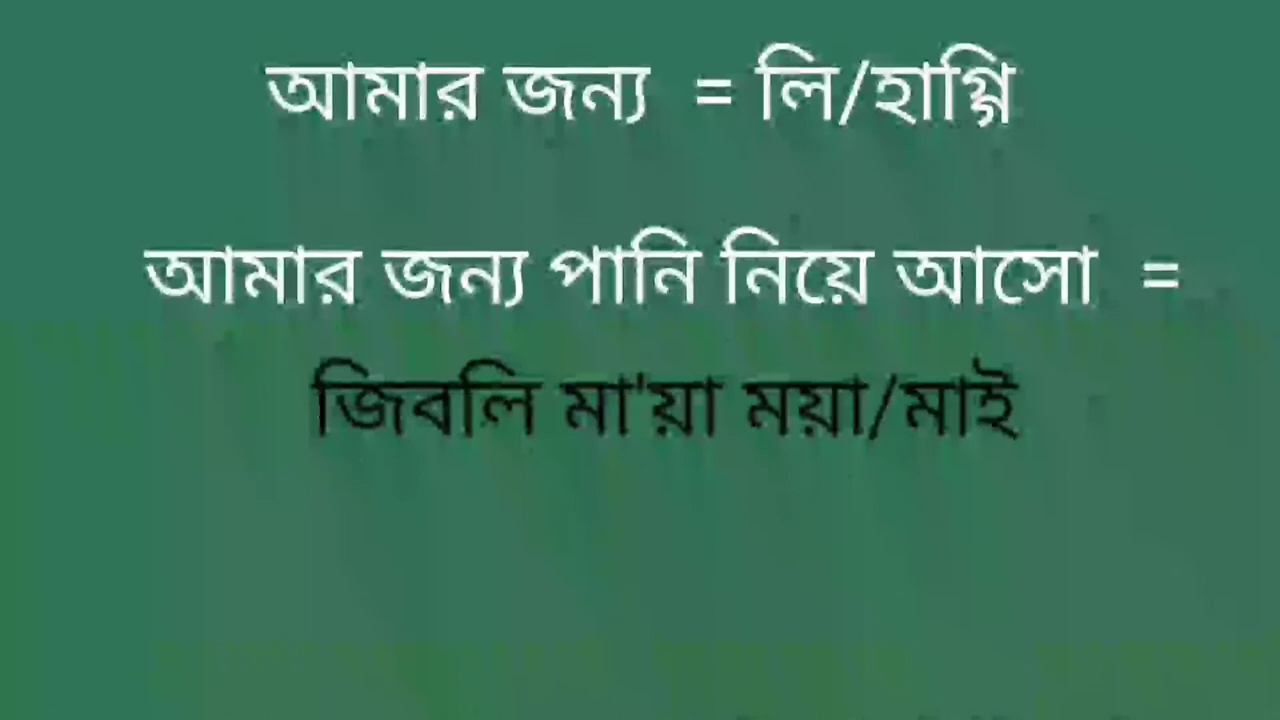 আমার জন্য = লি/হাগ্গি
আমার জন্য পানি নিয়ে আসো =
জিবলি মা'য়া ময়া/মাই